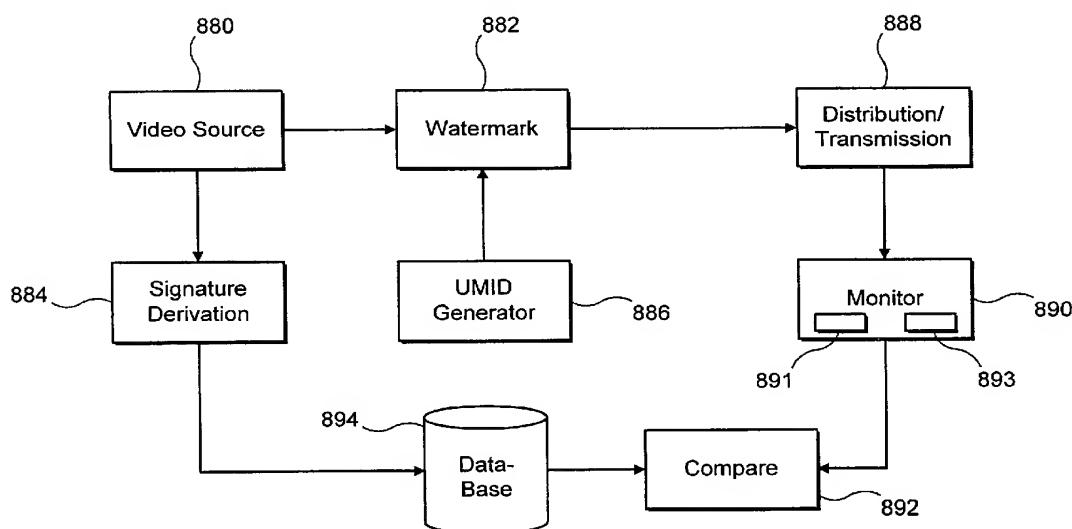 880
882
888
Video Source
Watermark
Distribution/
Transmission
884
Signature
Derivation
UMID
Generator
886
Monitor
890
891
893
894
Data-
Base
Compare
892